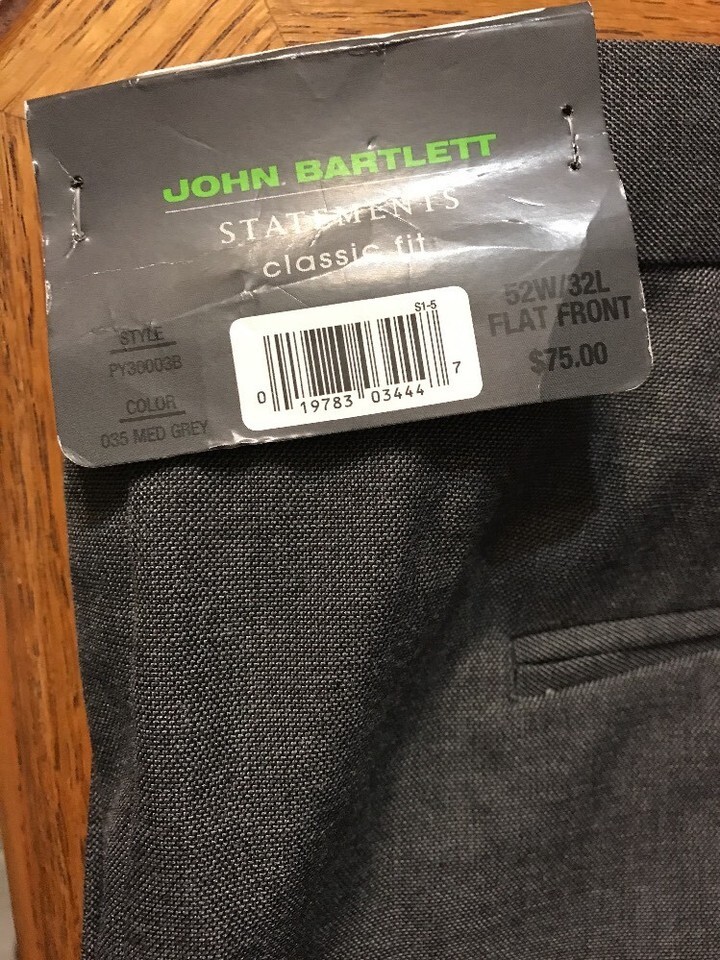 JOHN BARTLETT
STATEMENTS
classic fit
S1-5
0 19783 03444 7
STYLE
PY30003B
COLOR
035 MED GREY
52W/32L
FLAT FRONT
$75.00